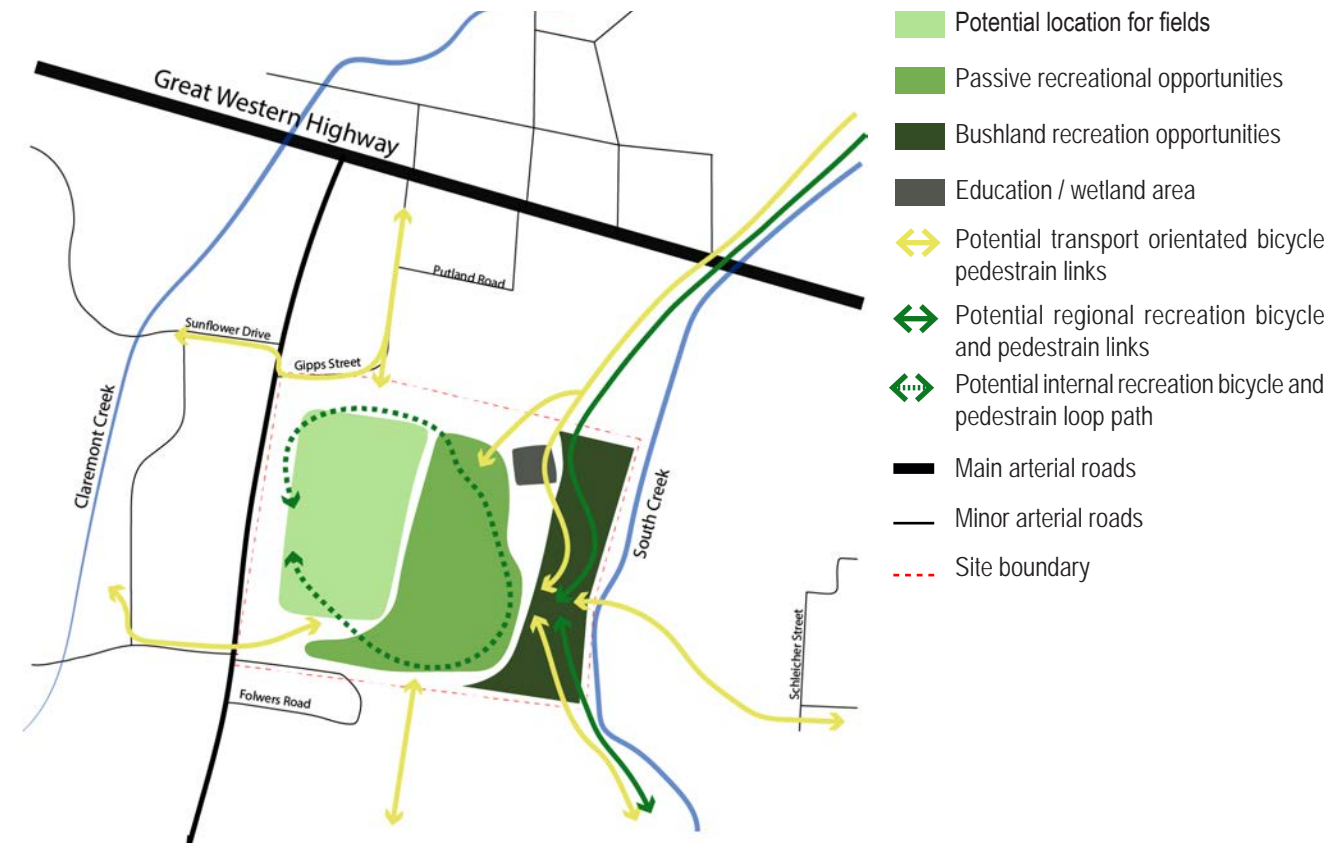 Great Western Highway
Putland Road
Sunflower Drive
Gipps Street
Claremont Creek
South Creek
Schleicher Street
Folwers Road
Potential location for fields
Passive recreational opportunities
Bushland recreation opportunities
Education / wetland area
Potential transport orientated bicycle
pedestrain links
Potential regional recreation bicycle
and pedestrain links
Potential internal recreation bicycle and
pedestrain loop path
Main arterial roads
Minor arterial roads
Site boundary